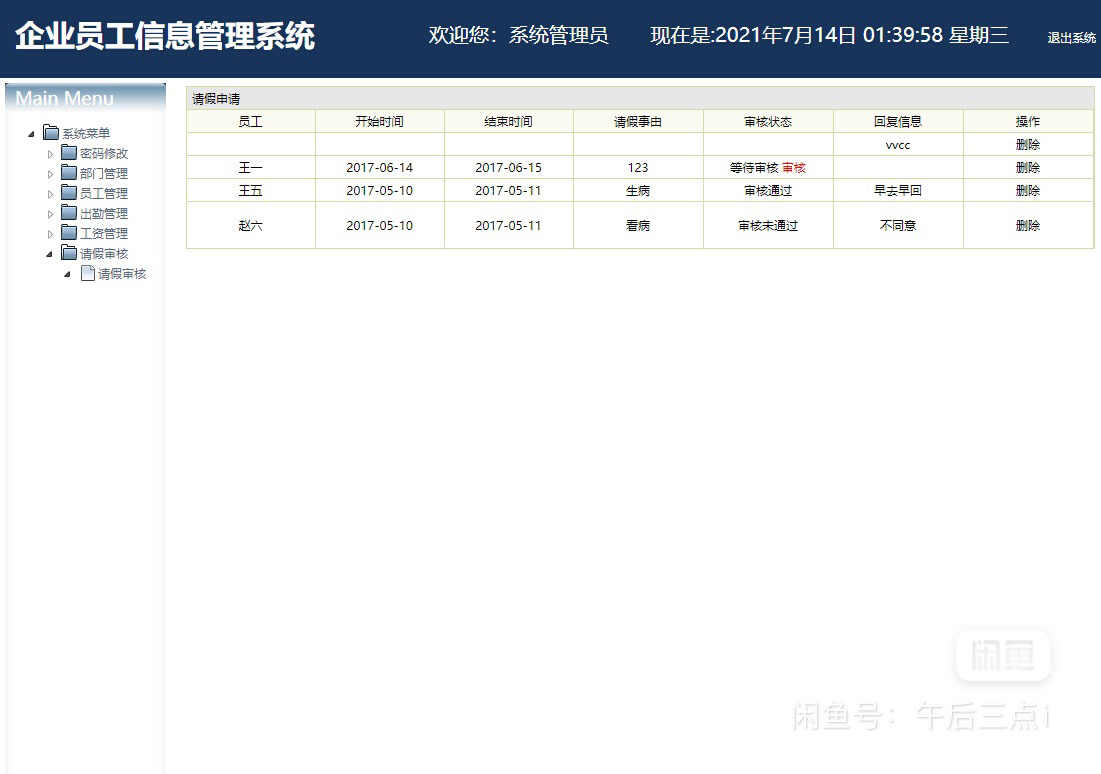 企业员工信息管理系统 欢迎您：系统管理员 现在是:2021年7月14日 01:39:58 星期三 退出系统
Main Menu
系统菜单
密码修改
部门管理
员工管理
出勤管理
工资管理
请假审核
请假审核
请假申请
员工 开始时间 结束时间 请假事由 审核状态 回复信息 操作
vvcc 删除
王一 2017-06-14 2017-06-15 123 等待审核 审核 删除
王五 2017-05-10 2017-05-11 生病 审核通过 早去早回 删除
赵六 2017-05-10 2017-05-11 看病 审核未通过 不同意 删除
闲鱼
闲鱼号：午后三点i